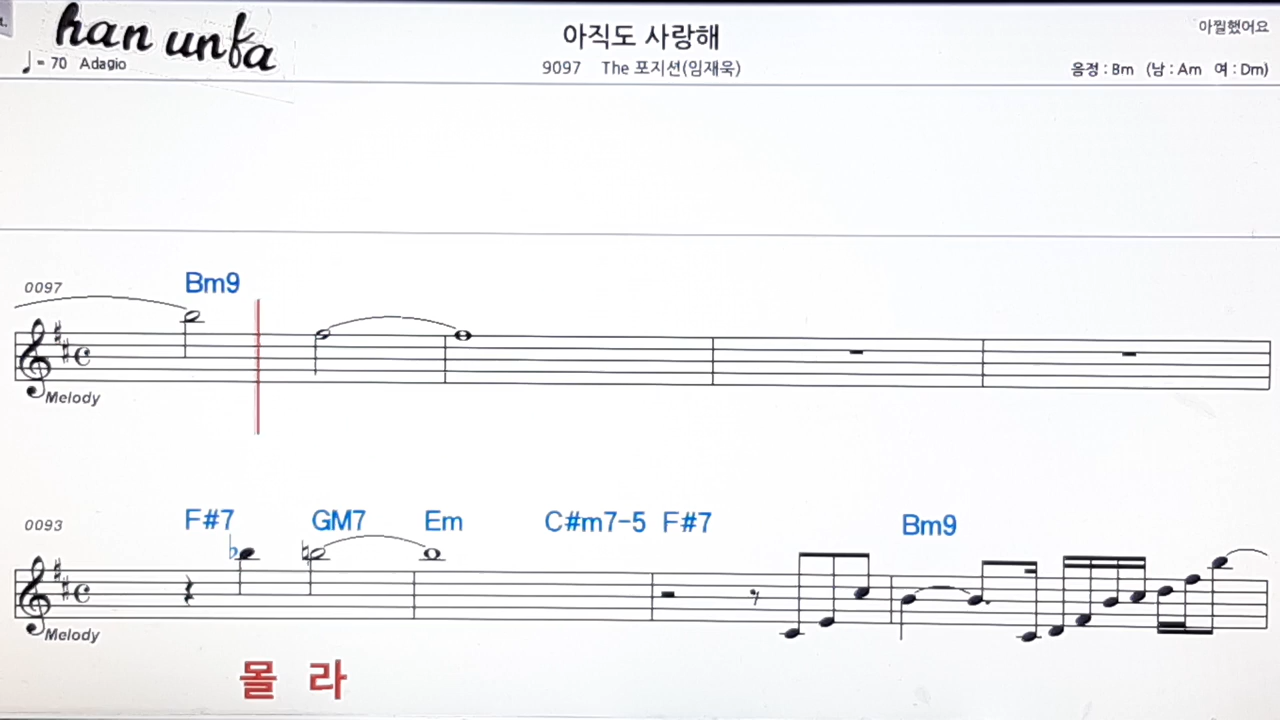 han unfa
♩= 70 Adagio
아직도 사랑해
9097 The 포지션(임재욱)
아찔했어요
음정 : Bm (남 : Am 여 : Dm)
0097
Bm9
Melody
0093
F#7 GM7 Em C#m7-5 F#7 Bm9
Melody
몰 라